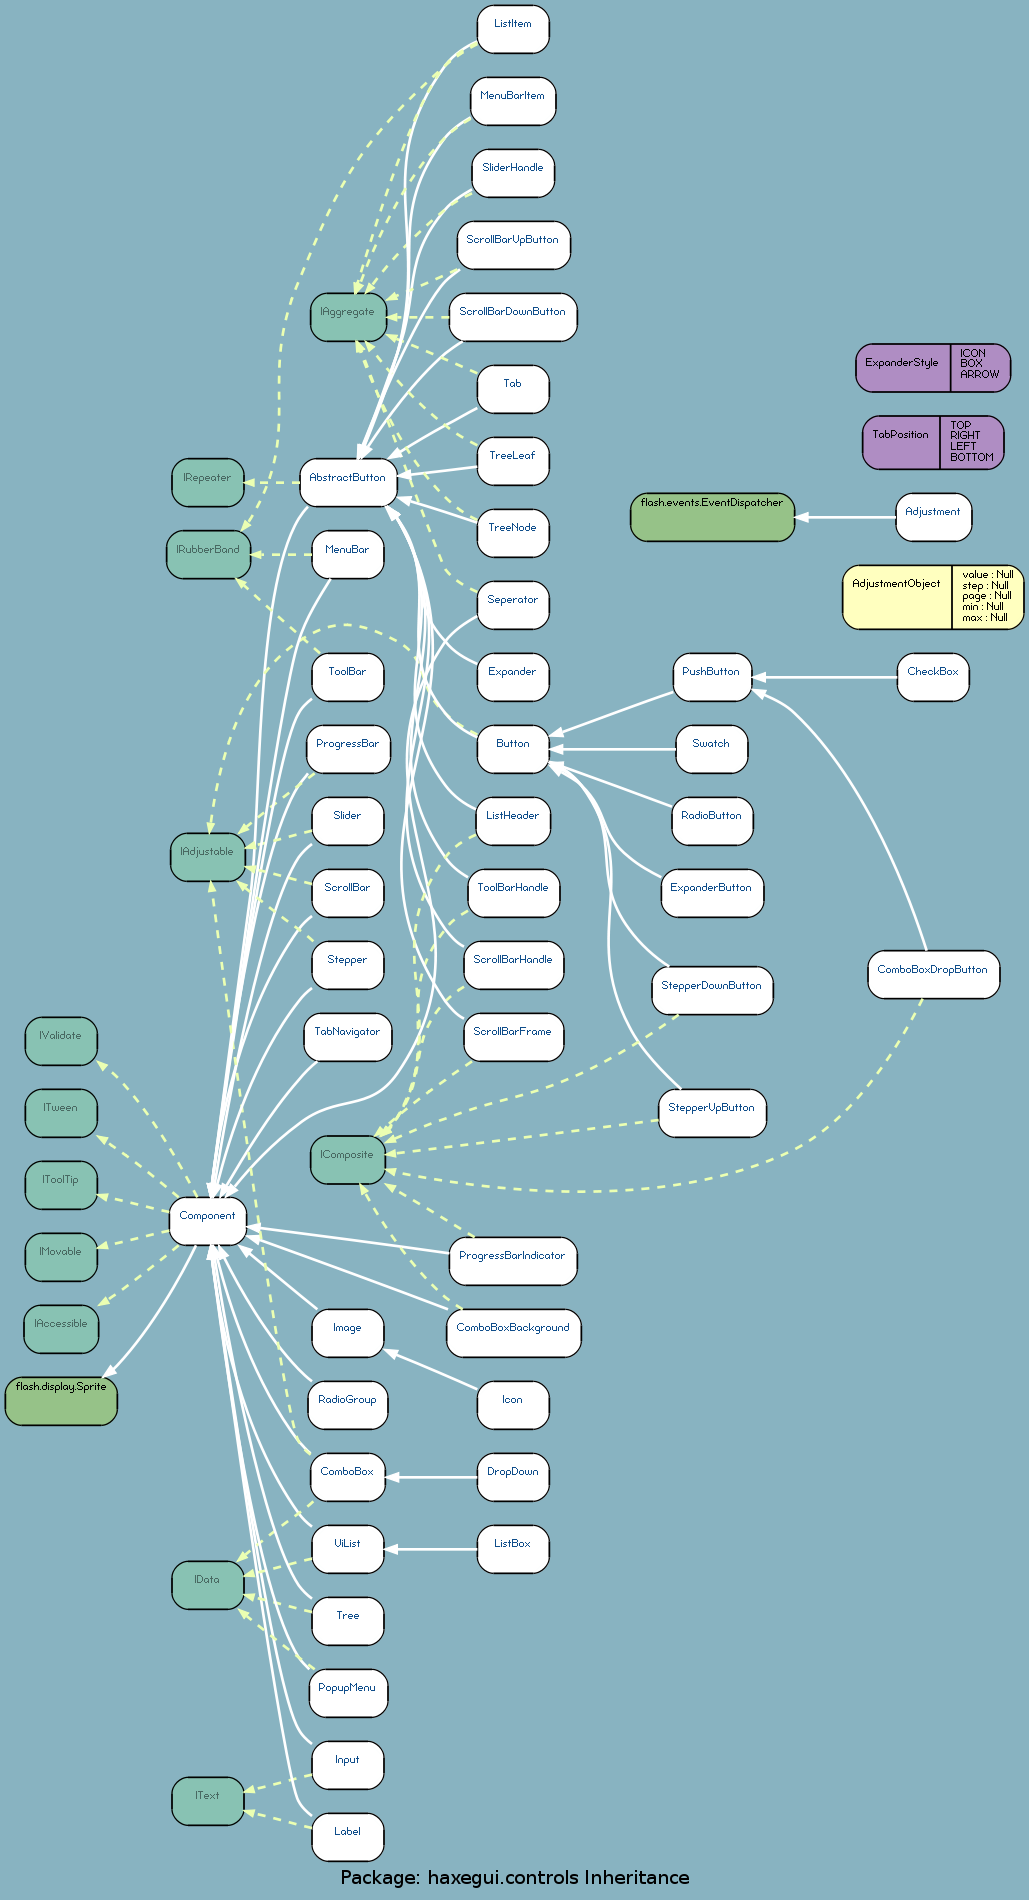 ListItem
MenuBarItem
SliderHandle
ScrollBarUpButton
IAggregate
ScrollBarDownButton
ExpanderStyle
ICON
BOX
ARROW
Tab
TabPosition
TOP
RIGHT
LEFT
BOTTOM
TreeLeaf
IRepeater
AbstractButton
flash.events.EventDispatcher
Adjustment
TreeNode
IRubberBand
MenuBar
AdjustmentObject
value : Null
step : Null
page : Null
min : Null
max : Null
Seperator
ToolBar
Expander
PushButton
CheckBox
ProgressBar
Button
Swatch
Slider
ListHeader
RadioButton
IAdjustable
ScrollBar
ToolBarHandle
ExpanderButton
Stepper
ScrollBarHandle
StepperDownButton
ComboBoxDropButton
IValidate
TabNavigator
ScrollBarFrame
ITween
StepperUpButton
IComposite
IToolTip
Component
IMovable
ProgressBarIndicator
IAccessible
Image
ComboBoxBackground
flash.display.Sprite
RadioGroup
Icon
ComboBox
DropDown
UiList
ListBox
IData
Tree
PopupMenu
Input
IText
Label
Package: haxegui.controls Inheritance